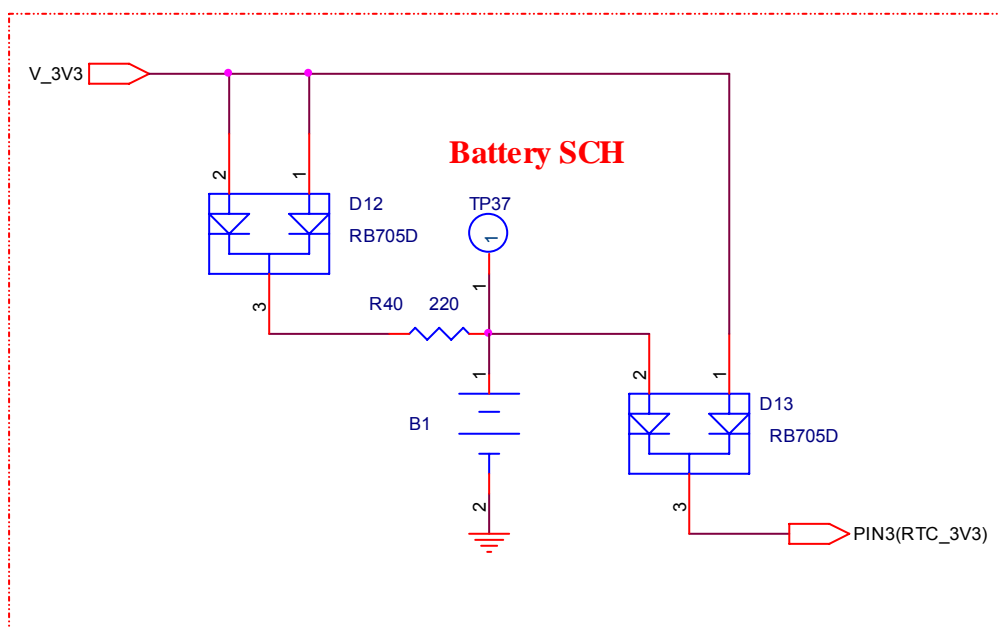 V_3V3
Battery SCH
2
1
D12
RB705D
TP37
1
3
1
R40 220
1
2
1
B1
D13
RB705D
2
3
PIN3(RTC_3V3)